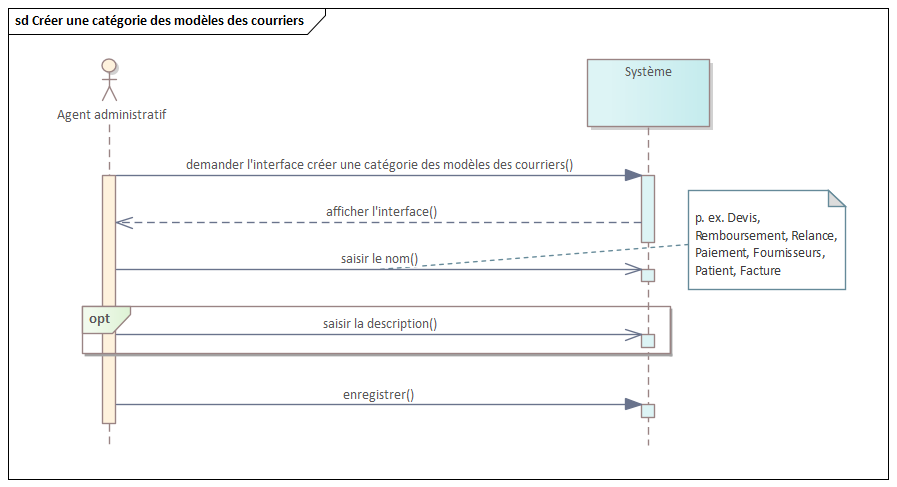 sd Créer une catégorie des modèles des courriers
Agent administratif
Système
demander l'interface créer une catégorie des modèles des courriers()
afficher l'interface()
p. ex. Devis,
Remboursement, Relance,
Paiement, Fournisseurs,
Patient, Facture
saisir le nom()
opt
saisir la description()
enregistrer()